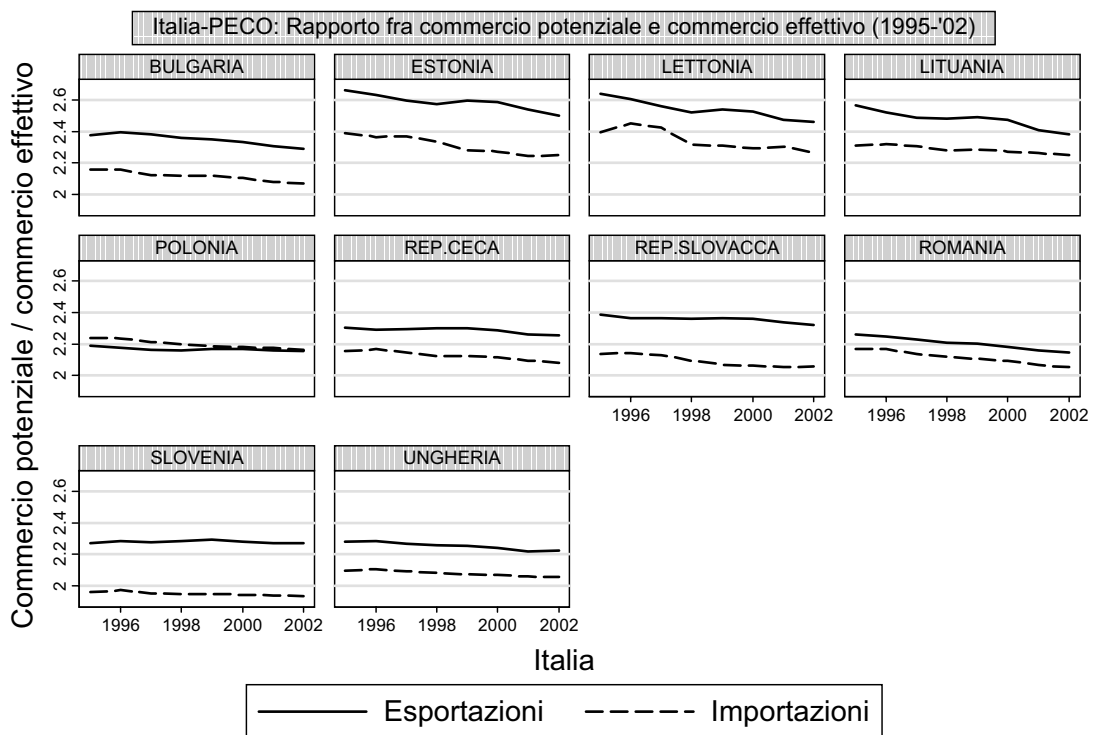 Italia-PECO: Rapporto fra commercio potenziale e commercio effettivo (1995-'02)
Commercio potenziale / commercio effettivo
BULGARIA
ESTONIA
LETTONIA
LITUANIA
2.6
2.4
2.2
2
POLONIA
REP.CECA
REP.SLOVACCA
ROMANIA
2.6
2.4
2.2
2
1996 1998 2000 2002
1996 1998 2000 2002
SLOVENIA
UNGHERIA
2.6
2.4
2.2
2
1996 1998 2000 2002
1996 1998 2000 2002
Italia
Esportazioni
Importazioni